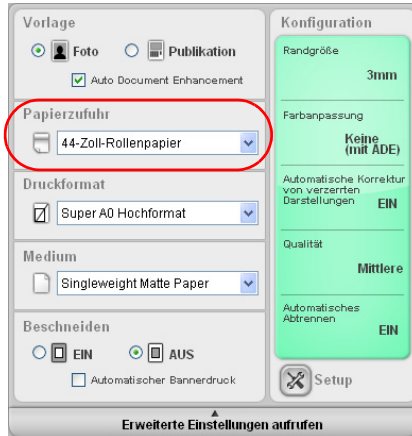 Vorlage
Foto
Publikation
Auto Document Enhancement
Papierzufuhr
44-Zoll-Rollenpapier
Druckformat
Super A0 Hochformat
Medium
Singleweight Matte Paper
Beschneiden
EIN
AUS
Automatischer Bannerdruck
Konfiguration
Randgröße
3mm
Farbanpassung
Keine
(mit ADE)
Automatische Korrektur
von verzerrten
Darstellungen
EIN
Qualität
Mittlere
Automatisches
Abtrennen
EIN
Setup
Erweiterte Einstellungen aufrufen